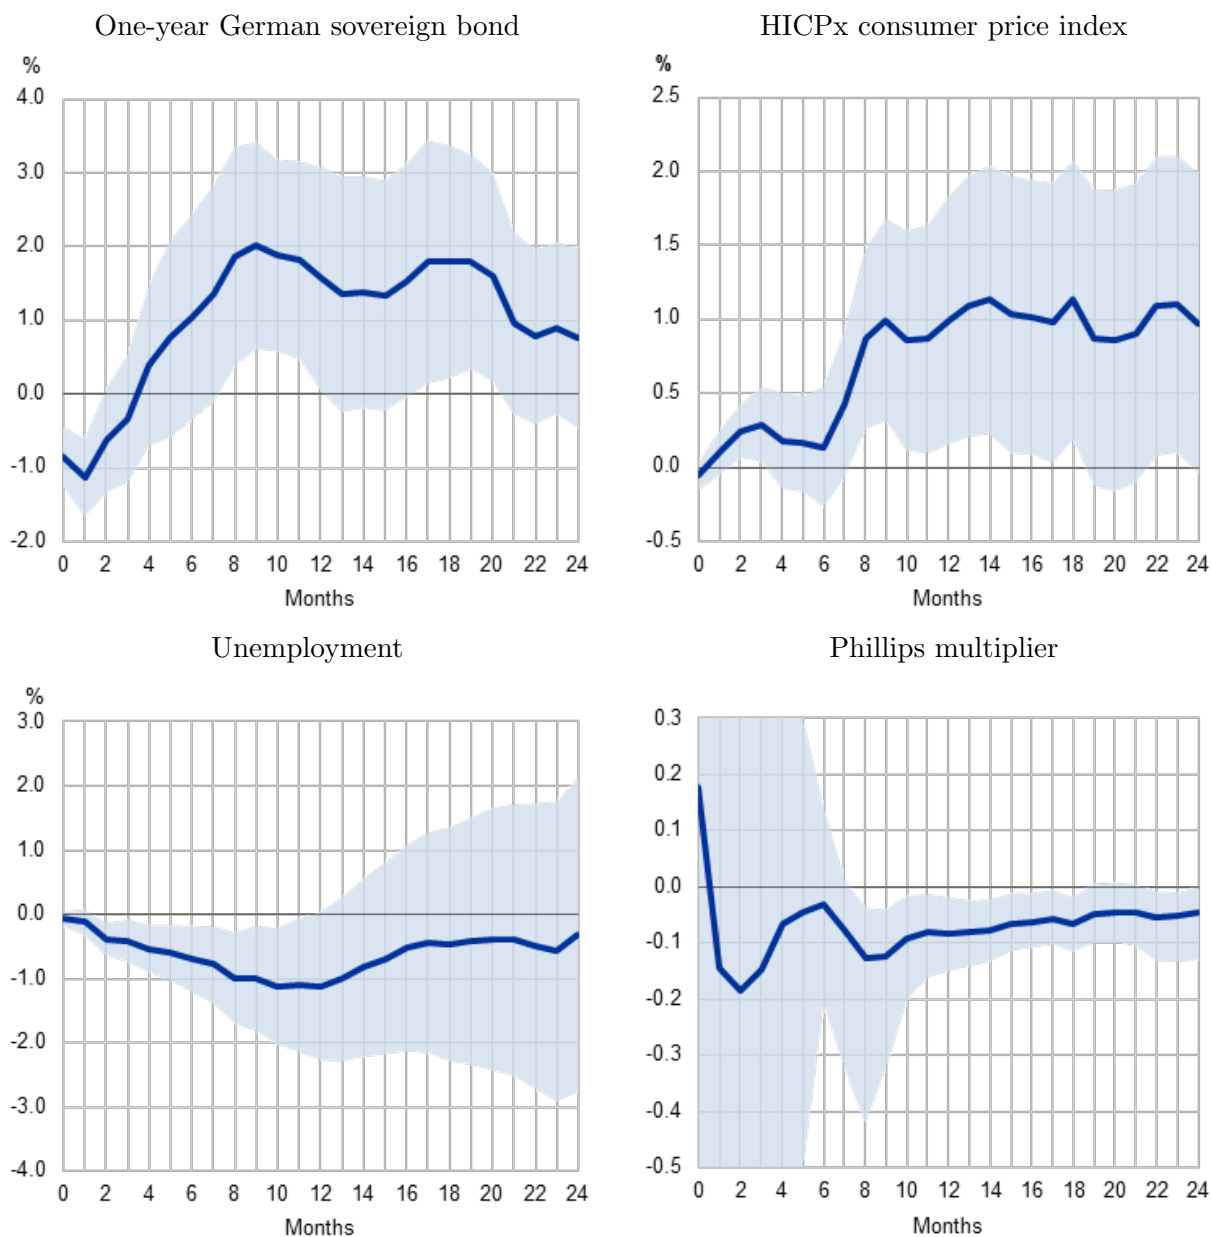 One-year German sovereign bond
%
4.0
3.0
2.0
1.0
0.0
-1.0
-2.0
0 2 4 6 8 10 12 14 16 18 20 22 24
Months
HICPx consumer price index
%
2.5
2.0
1.5
1.0
0.5
0.0
-0.5
0 2 4 6 8 10 12 14 16 18 20 22 24
Months
Unemployment
%
3.0
2.0
1.0
0.0
-1.0
-2.0
-3.0
-4.0
0 2 4 6 8 10 12 14 16 18 20 22 24
Months
Phillips multiplier
0.3
0.2
0.1
0.0
-0.1
-0.2
-0.3
-0.4
-0.5
0 2 4 6 8 10 12 14 16 18 20 22 24
Months